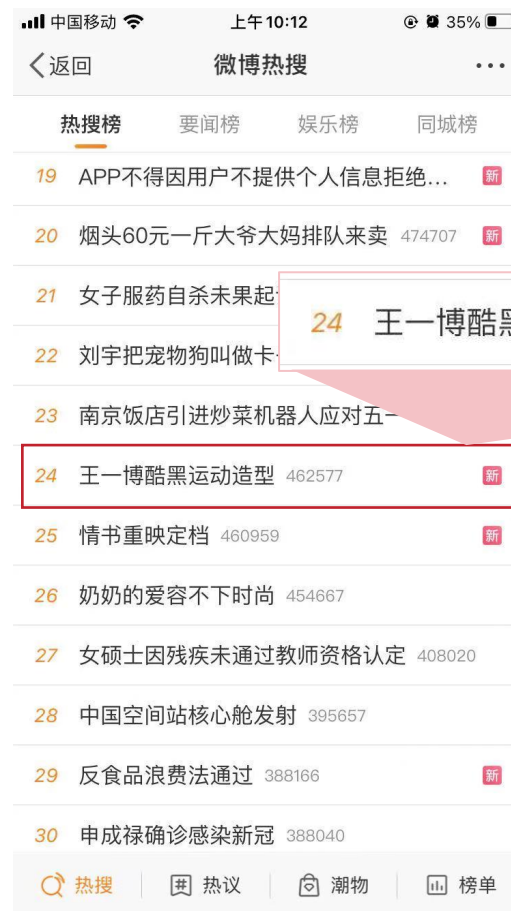 中国移动 上午10:12 35%
返回 微博热搜
热搜榜 要闻榜 娱乐榜 同城榜
19 APP不得因用户不提供个人信息拒绝... 新
20 烟头60元一斤大爷大妈排队来卖 474707 新
21 女子服药自杀未果起
24 王一博酷黑
22 刘宇把宠物狗叫做卡
23 南京饭店引进炒菜机器人应对五一
24 王一博酷黑运动造型 462577 新
25 情书重映定档 460959 新
26 奶奶的爱容不下时尚 454667
27 女硕士因残疾未通过教师资格认定 408020
28 中国空间站核心舱发射 395657
29 反食品浪费法通过 388166 新
30 申成禄确诊感染新冠 388040
热搜 热议 潮物 榜单